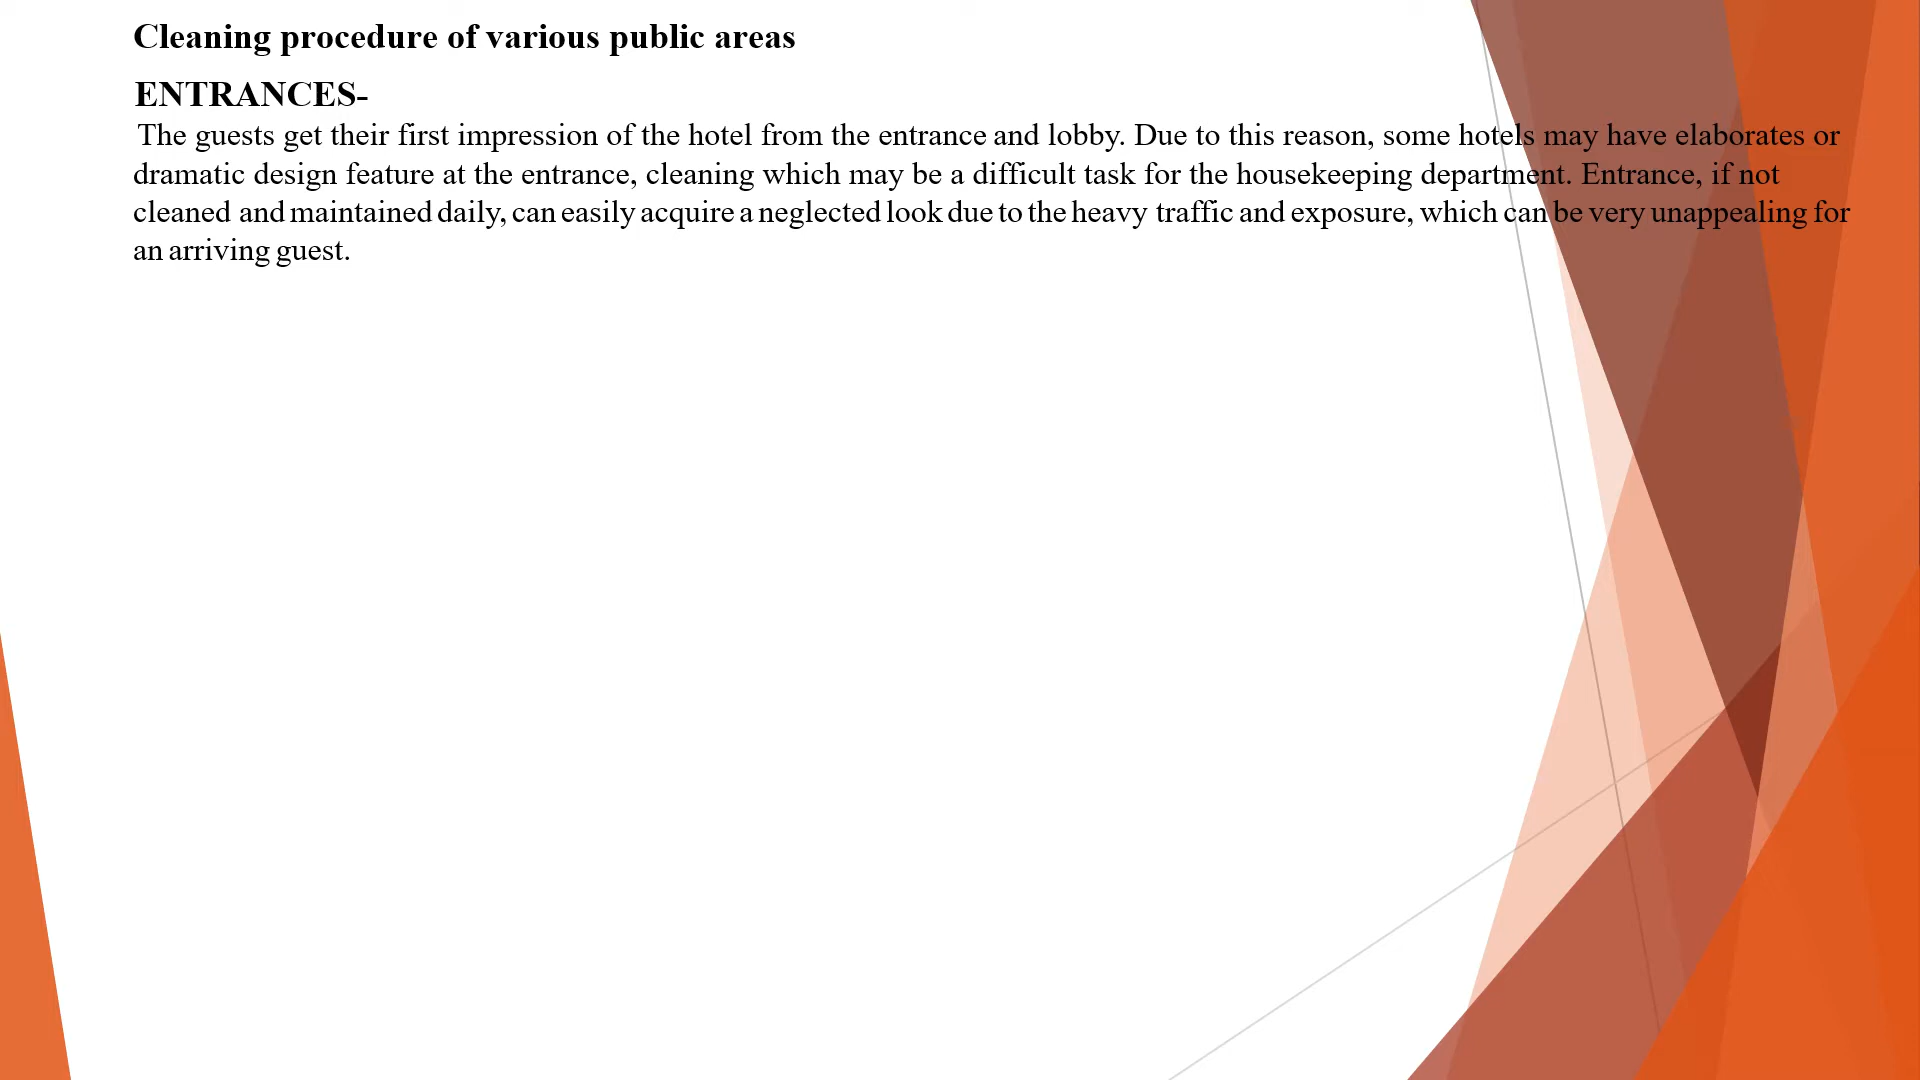 Cleaning procedure of various public areas
ENTRANCES-
The guests get their first impression of the hotel from the entrance and lobby. Due to this reason, some hotels may have elaborates or
dramatic design feature at the entrance, cleaning which may be a difficult task for the housekeeping department. Entrance, if not
cleaned and maintained daily, can easily acquire a neglected look due to the heavy traffic and exposure, which can be very unappealing for
an arriving guest.